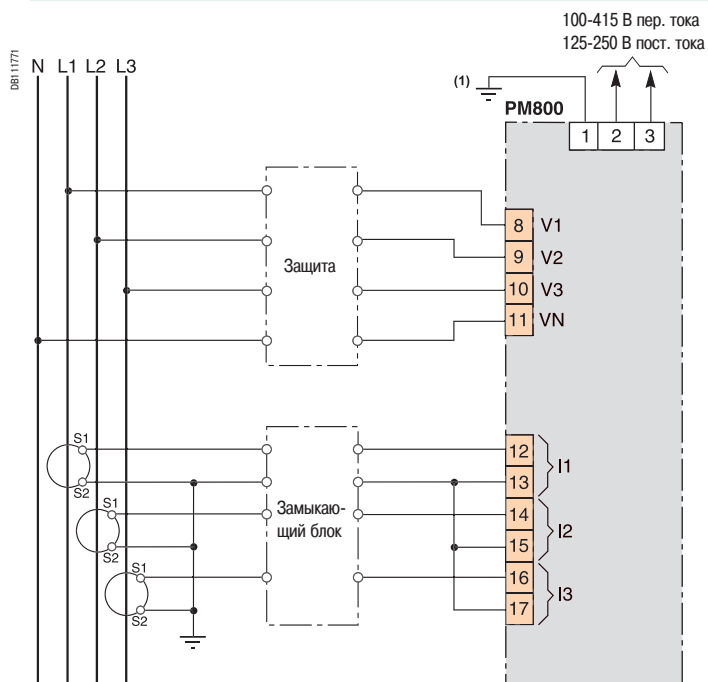 100-415 В пер. тока
125-250 В пост. тока
DB111771
N L1 L2 L3
(1)
PM800
1 2 3
8 V1
9 V2
Защита
10 V3
11 VN
S1
12
I1
S2
13
S1
Замыкаю-
14
щий блок
I2
S2
15
S1
16
I3
S2
17